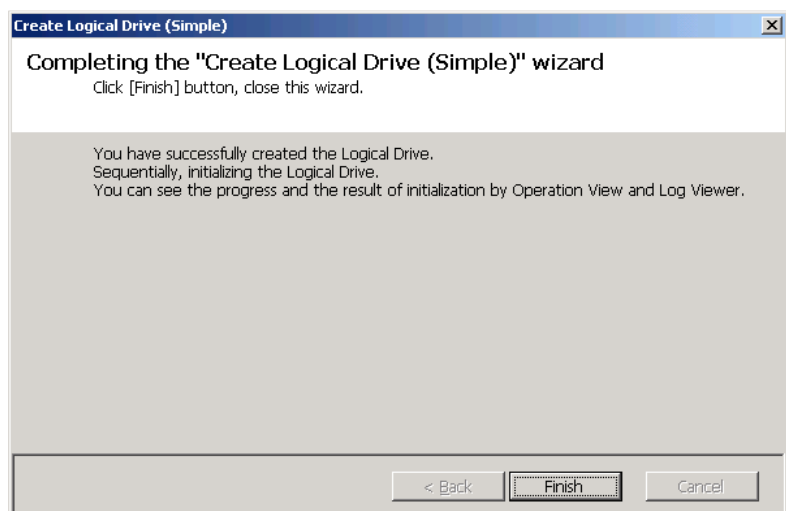 Create Logical Drive (Simple)
Completing the "Create Logical Drive (Simple)" wizard
Click [Finish] button, close this wizard.
You have successfully created the Logical Drive.
Sequentially, initializing the Logical Drive.
You can see the progress and the result of initialization by Operation View and Log Viewer.
< Back
Finish
Cancel